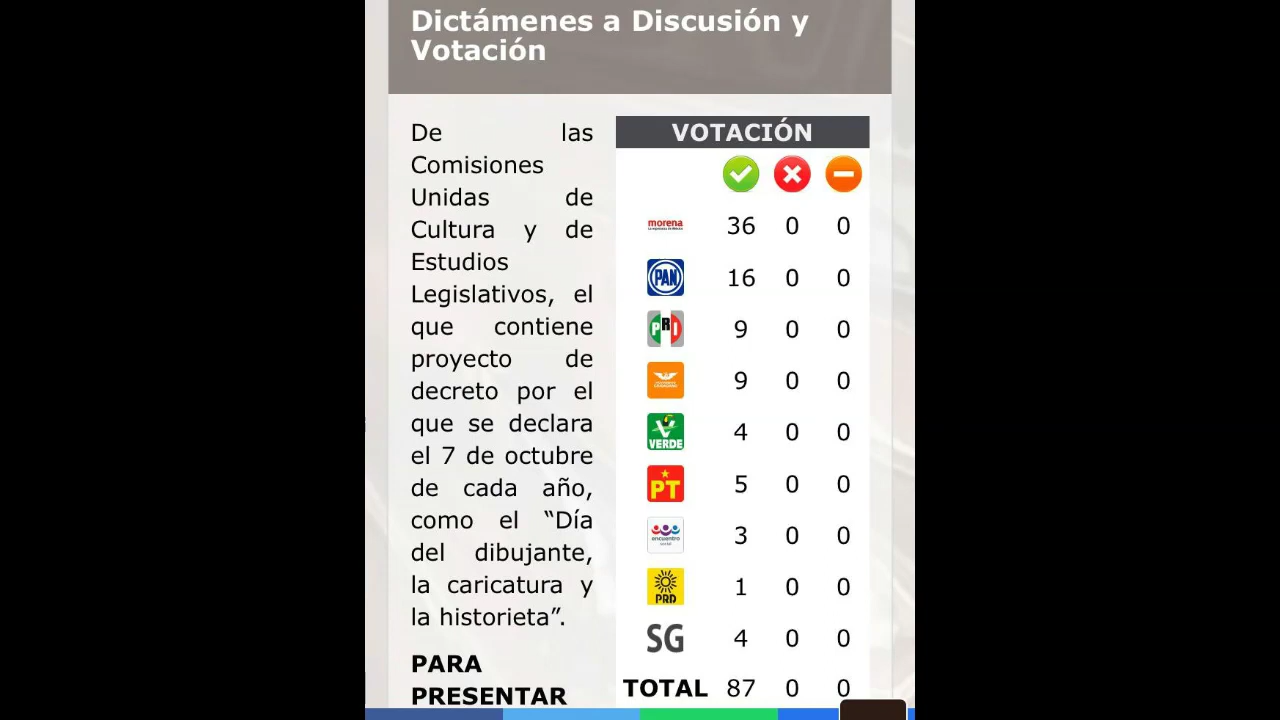 Dictámenes a Discusión y
Votación
De las
Comisiones
Unidas de
Cultura y de
Estudios
Legislativos, el
que contiene
proyecto de
decreto por el
que se declara
el 7 de octubre
de cada año,
como el “Día
del dibujante,
la caricatura y
la historieta”.
PARA
PRESENTAR
VOTACIÓN
morena 36 0 0
PAN 16 0 0
PRI 9 0 0
9 0 0
VERDE 4 0 0
PT 5 0 0
encuentro 3 0 0
PRD 1 0 0
SG 4 0 0
TOTAL 87 0 0